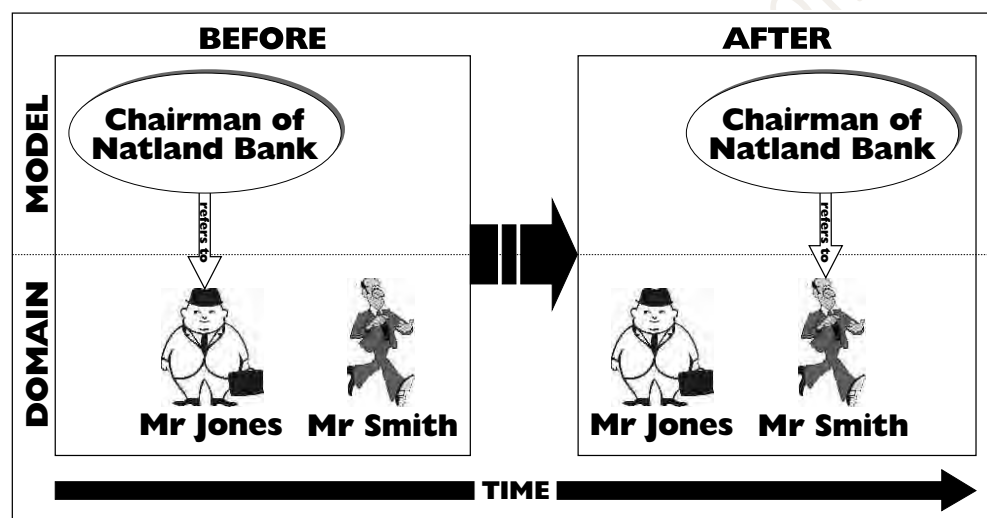 BEFORE
AFTER
MODEL
Chairman of
Natland Bank
Chairman of
Natland Bank
refers to
refers to
DOMAIN
Mr Jones
Mr Smith
Mr Jones
Mr Smith
TIME